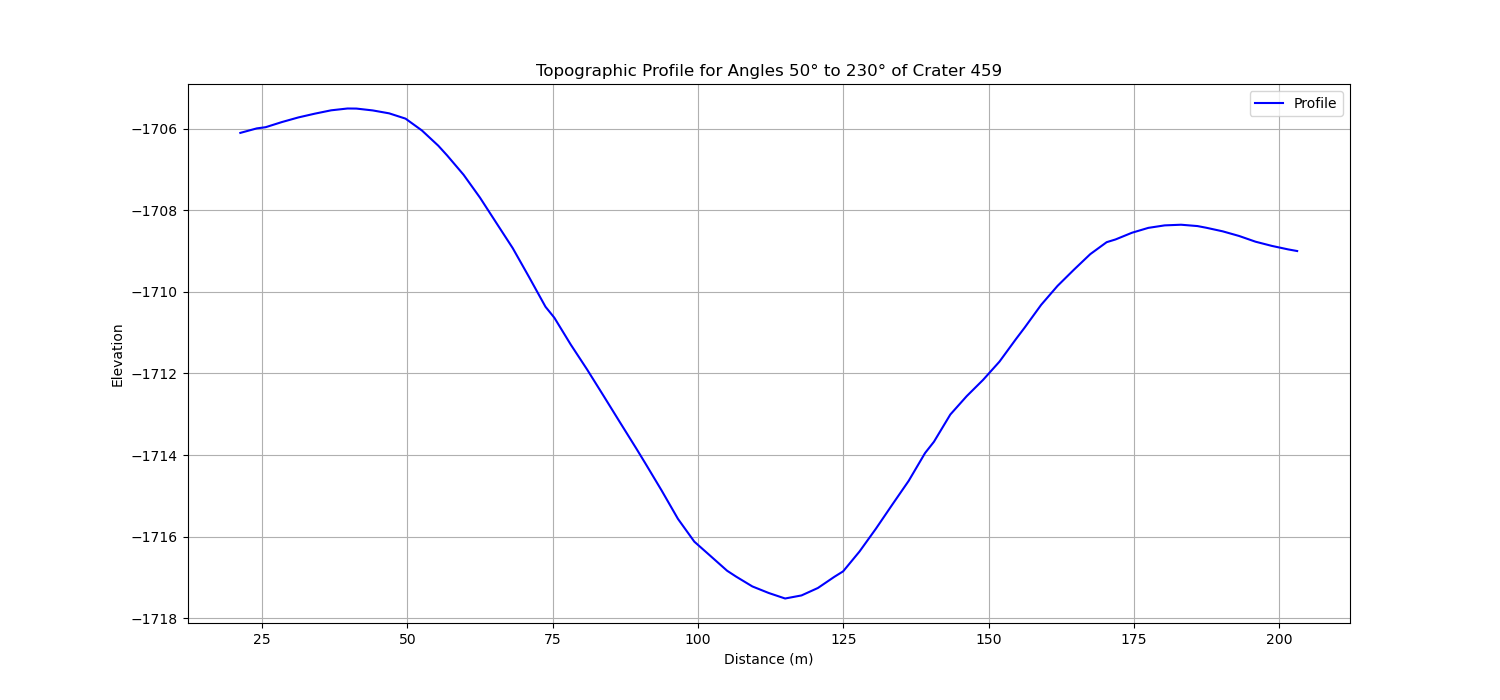 Topographic Profile for Angles 50° to 230° of Crater 459
Profile
−1706
−1708
−1710
−1712
−1714
−1716
−1718
Elevation
25 50 75 100 125 150 175 200
Distance (m)